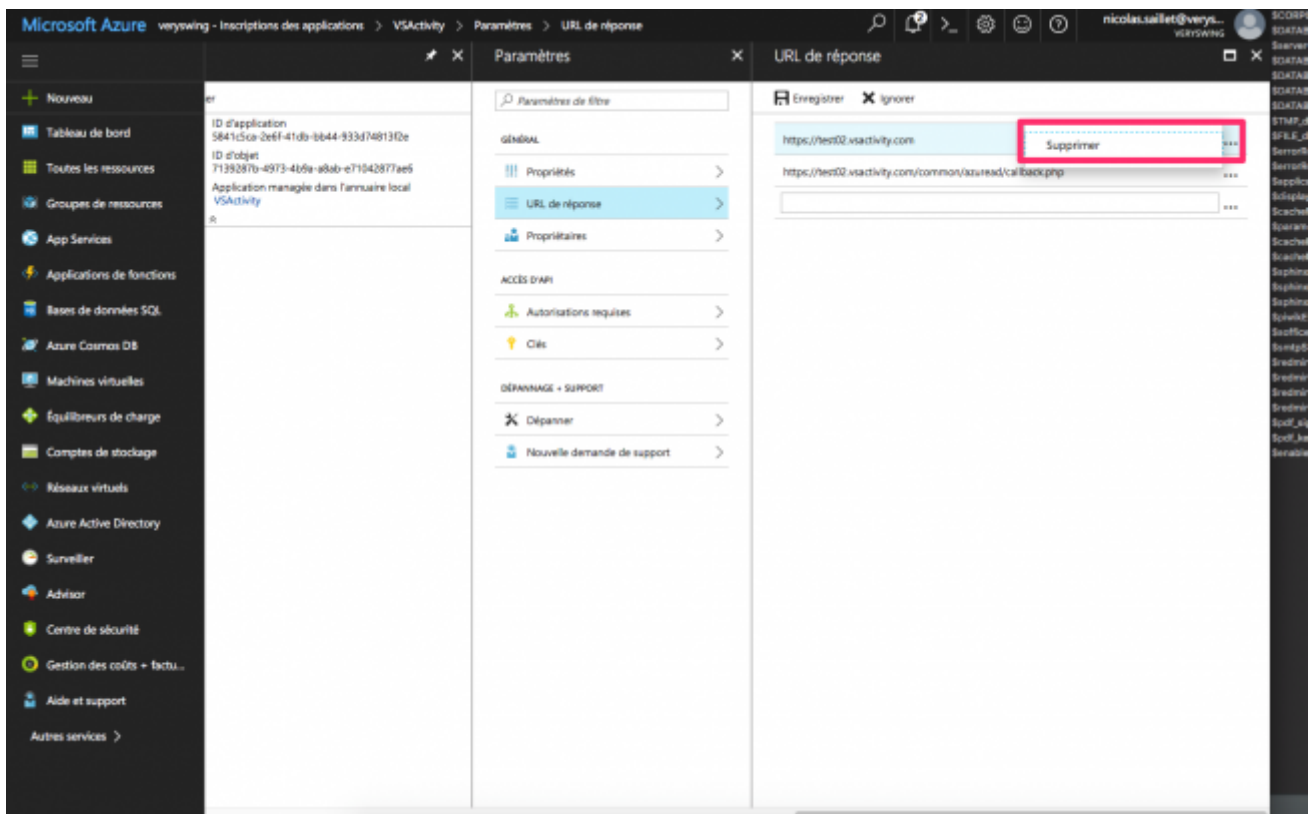 Microsoft Azure veryswing - Inscriptions des applications > VSActivity > Paramètres > URL de réponse
2
nicolas.saillet@verys...
VERYSWING
Paramètres
URL de réponse
Nouveau
Tableau de bord
Toutes les ressources
Groupes de ressources
App Services
Applications de fonctions
Bases de données SQL
Azure Cosmos DB
Machines virtuelles
Équilibreurs de charge
Comptes de stockage
Réseaux virtuels
Azure Active Directory
Surveiller
Advisor
Centre de sécurité
Gestion des coûts + factu...
Aide et support
Autres services >
er
ID d'application
5841c5ca-2e6f-41db-bb44-933d74813f2e
ID d'objet
7139287b-4973-4b9a-a8ab-e71042877ae6
Application managée dans l'annuaire local
VSActivity
Paramètres de filtre
GÉNÉRAL
Propriétés
URL de réponse
Propriétaires
ACCÈS D'API
Autorisations requises
Clés
DÉPANNAGE + SUPPORT
Dépanner
Nouvelle demande de support
Enregistrer Ignorer
https://test02.vsactivity.com
Supprimer
...
https://test02.vsactivity.com/common/azuread/callback.php
...
...